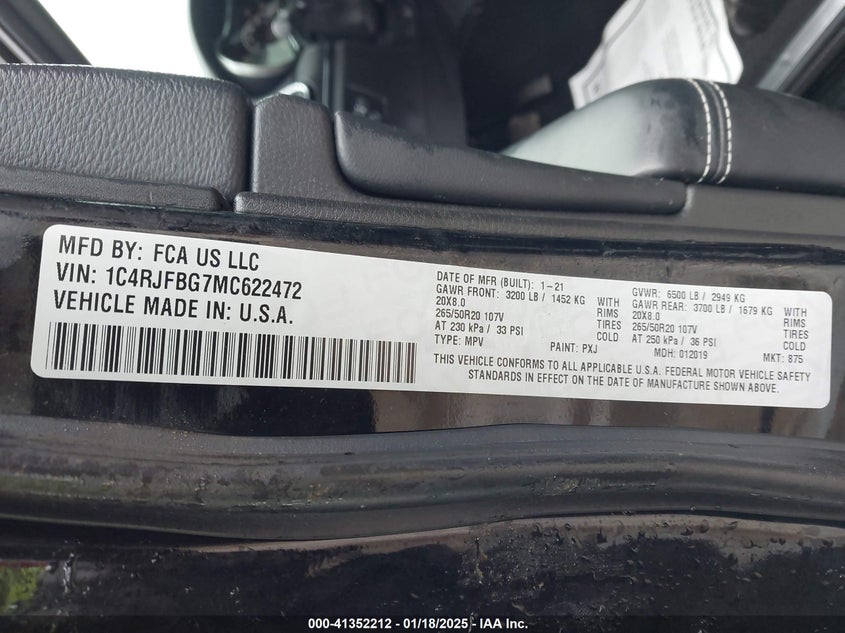 MFD BY: FCA US LLC
VIN: 1C4RJFBG7MC622472
VEHICLE MADE IN: U.S.A.
DATE OF MFR (BUILT): 1-21
GAWR FRONT: 3200 LB / 1452 KG WITH
20X8.0 RIMS
265/50R20 107V TIRES
AT 230 kPa / 33 PSI COLD
TYPE: MPV PAINT: PXJ
GVWR: 6500 LB / 2949 KG
GAWR REAR: 3700 LB / 1679 KG WITH
20X8.0 RIMS
265/50R20 107V TIRES
AT 250 kPa / 36 PSI COLD
MDH: 012019 MKT: 875
THIS VEHICLE CONFORMS TO ALL APPLICABLE U.S.A. FEDERAL MOTOR VEHICLE SAFETY
STANDARDS IN EFFECT ON THE DATE OF MANUFACTURE SHOWN ABOVE.
000-41352212 - 01/18/2025 - IAA Inc.